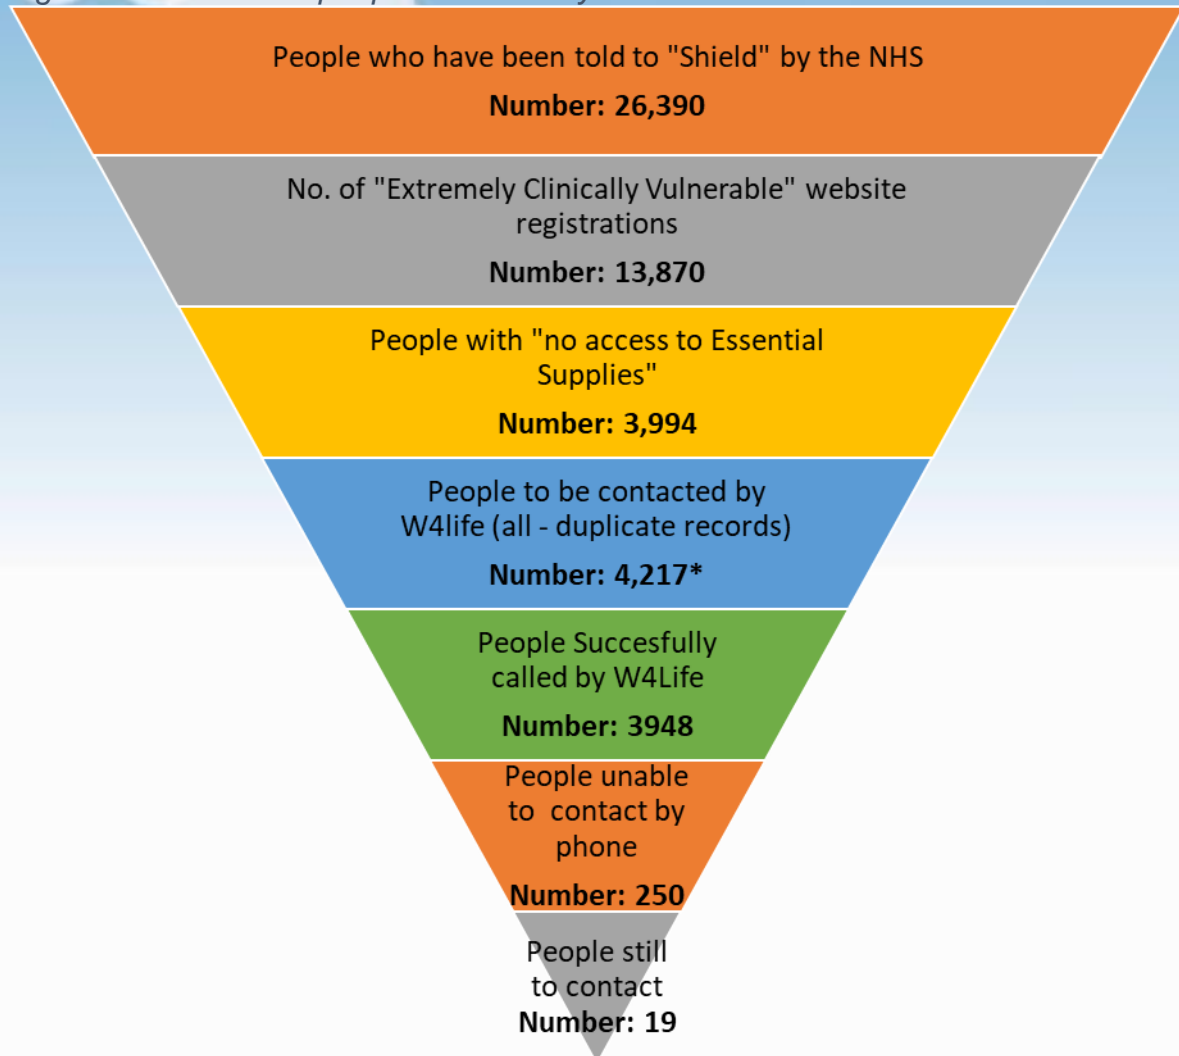 People who have been told to "Shield" by the NHS
Number: 26,390
No. of "Extremely Clinically Vulnerable" website
registrations
Number: 13,870
People with "no access to Essential
Supplies"
Number: 3,994
People to be contacted by
W4life (all - duplicate records)
Number: 4,217*
People Succesfully
called by W4Life
Number: 3948
People unable
to  contact by
phone
Number: 250
People still
to contact
Number: 19